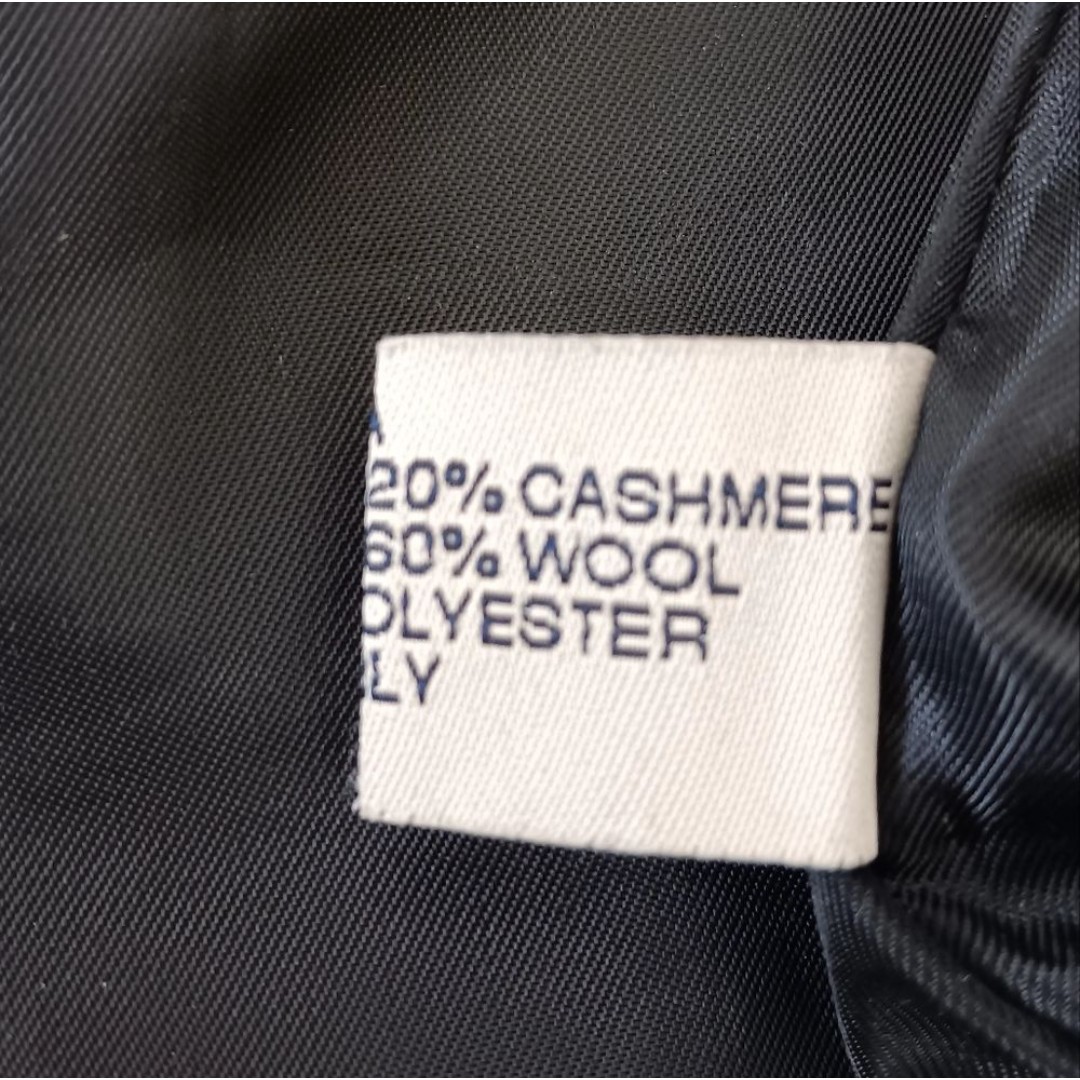 A
20% CASHMERE
60% WOOL
OLYESTER
LY